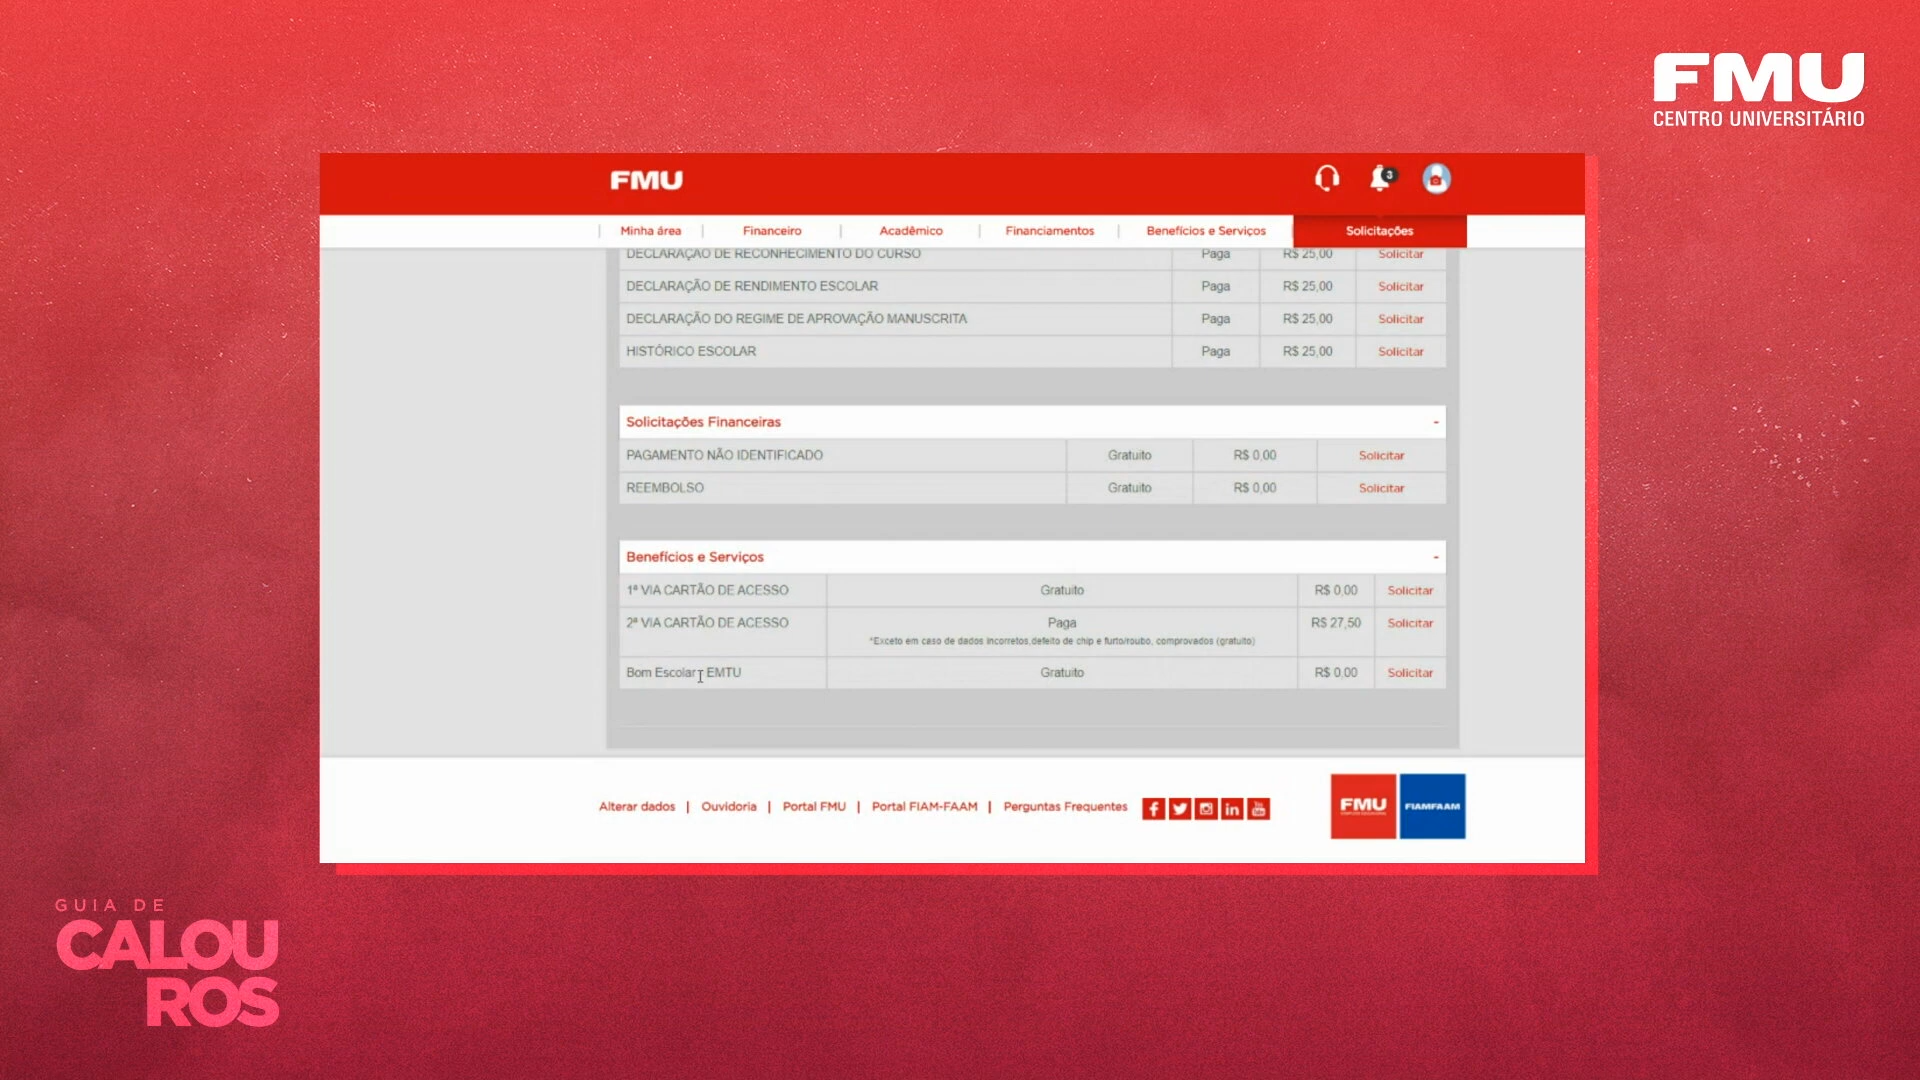 FMU
CENTRO UNIVERSITÁRIO
FMU
3
Minha área | Financeiro | Acadêmico | Financiamentos | Benefícios e Serviços | Solicitações
DECLARAÇÃO DE RECONHECIMENTO DO CURSO Paga R$ 25,00 Solicitar
DECLARAÇÃO DE RENDIMENTO ESCOLAR Paga R$ 25,00 Solicitar
DECLARAÇÃO DO REGIME DE APROVAÇÃO MANUSCRITA Paga R$ 25,00 Solicitar
HISTÓRICO ESCOLAR Paga R$ 25,00 Solicitar
Solicitações Financeiras -
PAGAMENTO NÃO IDENTIFICADO Gratuito R$ 0,00 Solicitar
REEMBOLSO Gratuito R$ 0,00 Solicitar
Benefícios e Serviços -
1ª VIA CARTÃO DE ACESSO Gratuito R$ 0,00 Solicitar
2ª VIA CARTÃO DE ACESSO Paga R$ 27,50 Solicitar
*Exceto em caso de dados incorretos,defeito de chip e furto/roubo, comprovados (gratuito)
Bom Escolar EMTU Gratuito R$ 0,00 Solicitar
Alterar dados | Ouvidoria | Portal FMU | Portal FIAM-FAAM | Perguntas Frequentes
FMU
FIAMFAAM
GUIA DE
CALOU
ROS